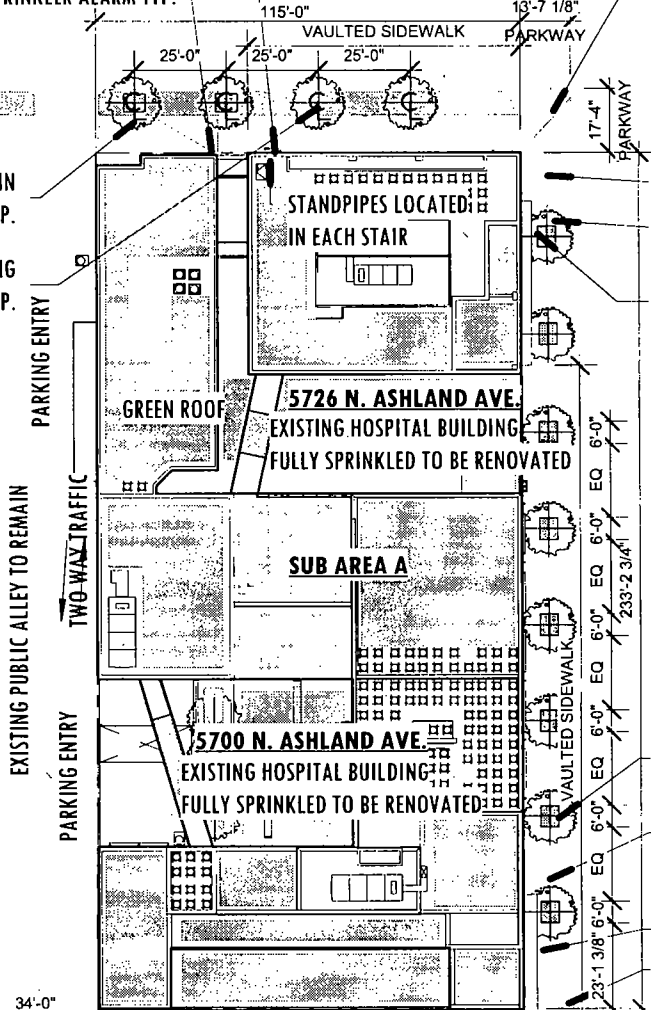 RINKLER ALARM TYP.
115'-0"
13'-7 1/8"
VAULTED SIDEWALK
PARKWAY
25'-0"
25'-0"
25'-0"
17'-4"
PARKWAY
IN
P.
STANDPIPES LOCATED
IN EACH STAIR
NG
P.
PARKING ENTRY
GREEN ROOF
5726 N. ASHLAND AVE.
EXISTING HOSPITAL BUILDING
FULLY SPRINKLED TO BE RENOVATED
6'-0"
EQ
6'-0"
EQ
233'-2 3/4"
TWO-WAY TRAFFIC
EXISTING PUBLIC ALLEY TO REMAIN
SUB AREA A
6'-0"
EQ
VAULTED SIDEWALK
6'-0"
EQ
PARKING ENTRY
5700 N. ASHLAND AVE.
EXISTING HOSPITAL BUILDING
FULLY SPRINKLED TO BE RENOVATED
6'-0"
EQ
6'-0"
23'-1 3/8"
34'-0"